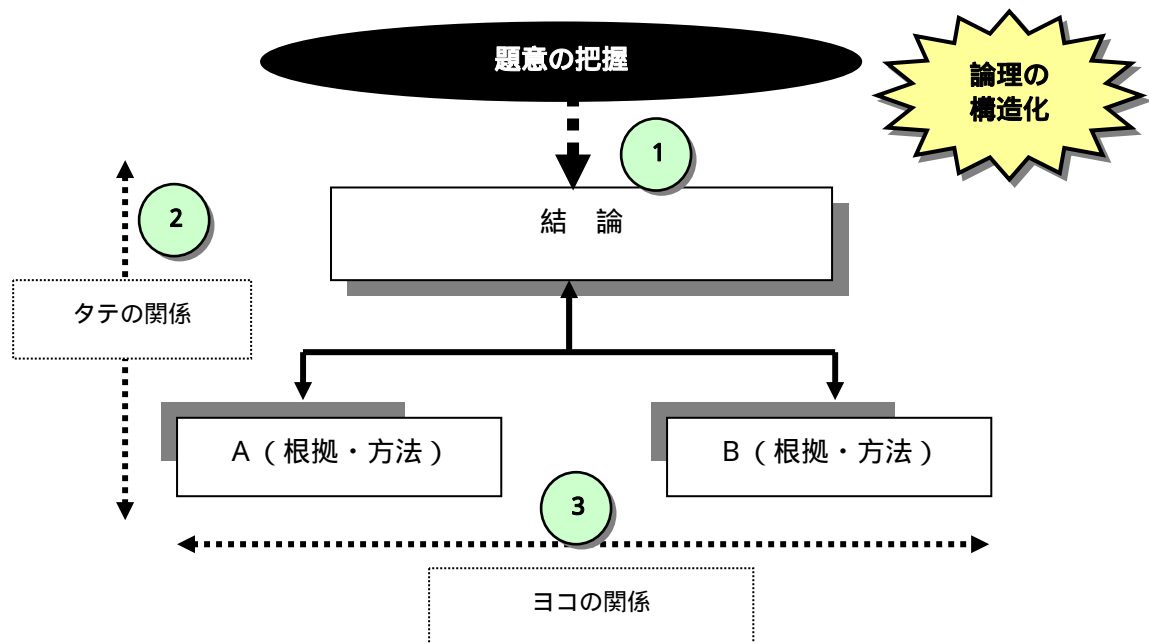 題意の把握
論理の
構造化
1
結　論
2
タテの関係
A（根拠・方法）
B（根拠・方法）
3
ヨコの関係